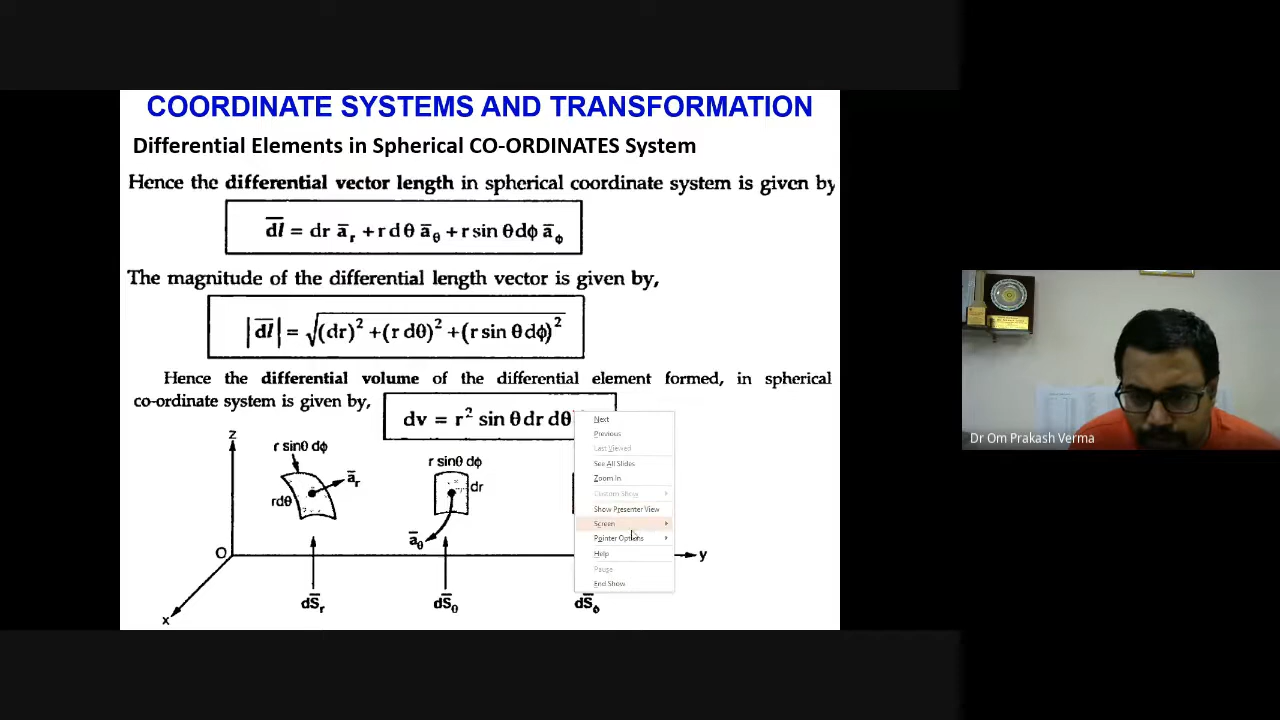 COORDINATE SYSTEMS AND TRANSFORMATION
Differential Elements in Spherical CO-ORDINATES System
Hence the differential vector length in spherical coordinate system is given by
d̅l̅ = dr a̅ᵣ + r dθ a̅θ + r sin θ dϕ a̅ϕ
The magnitude of the differential length vector is given by,
|d̅l̅| = √(dr)² + (r dθ)² + (r sin θ dϕ)²
Hence the differential volume of the differential element formed, in spherical
co-ordinate system is given by,
dv = r² sin θ dr dθ
Next
Previous
Last Viewed
See All Slides
Zoom In
Custom Show
Show Presenter View
Screen
Pointer Options
Help
Pause
End Show
z
r sinθ dϕ
a̅ᵣ
rdθ
r sinθ dϕ
dr
a̅θ
O
y
x
dS̅ᵣ
dS̅θ
dS̅ϕ
Dr Om Prakash Verma